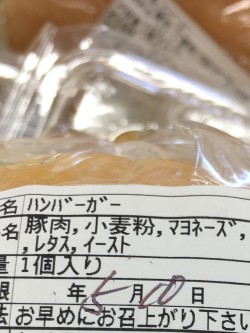 名 ハンバーガー
名 豚肉, 小麦粉, マヨネーズ,
, レタス, イースト
量 1個入り
限 年 5月10日
法 お早めにお召上がり下さ